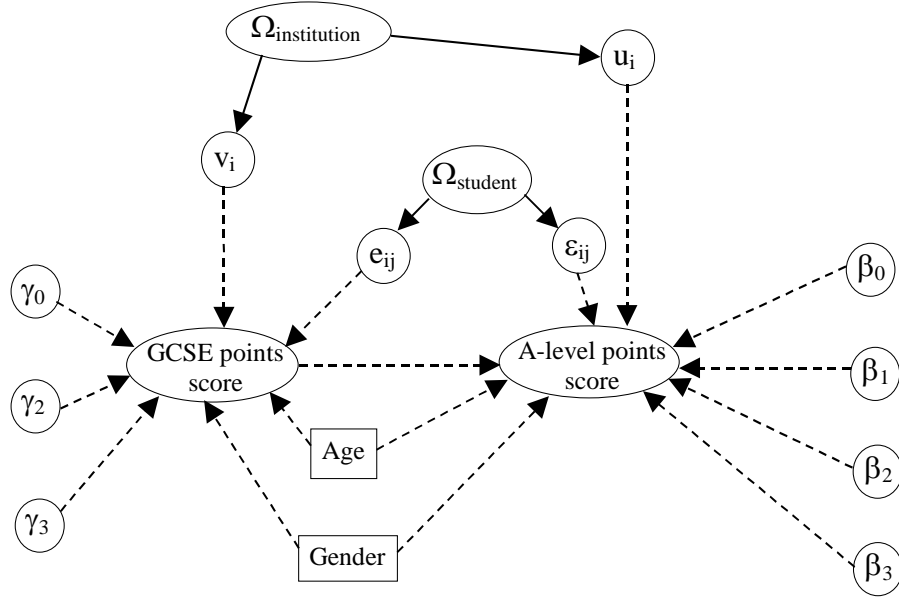 Ωinstitution
ui
vi
Ωstudent
eij
εij
γ0
β0
GCSE points
score
A-level points
score
β1
γ2
Age
β2
γ3
Gender
β3